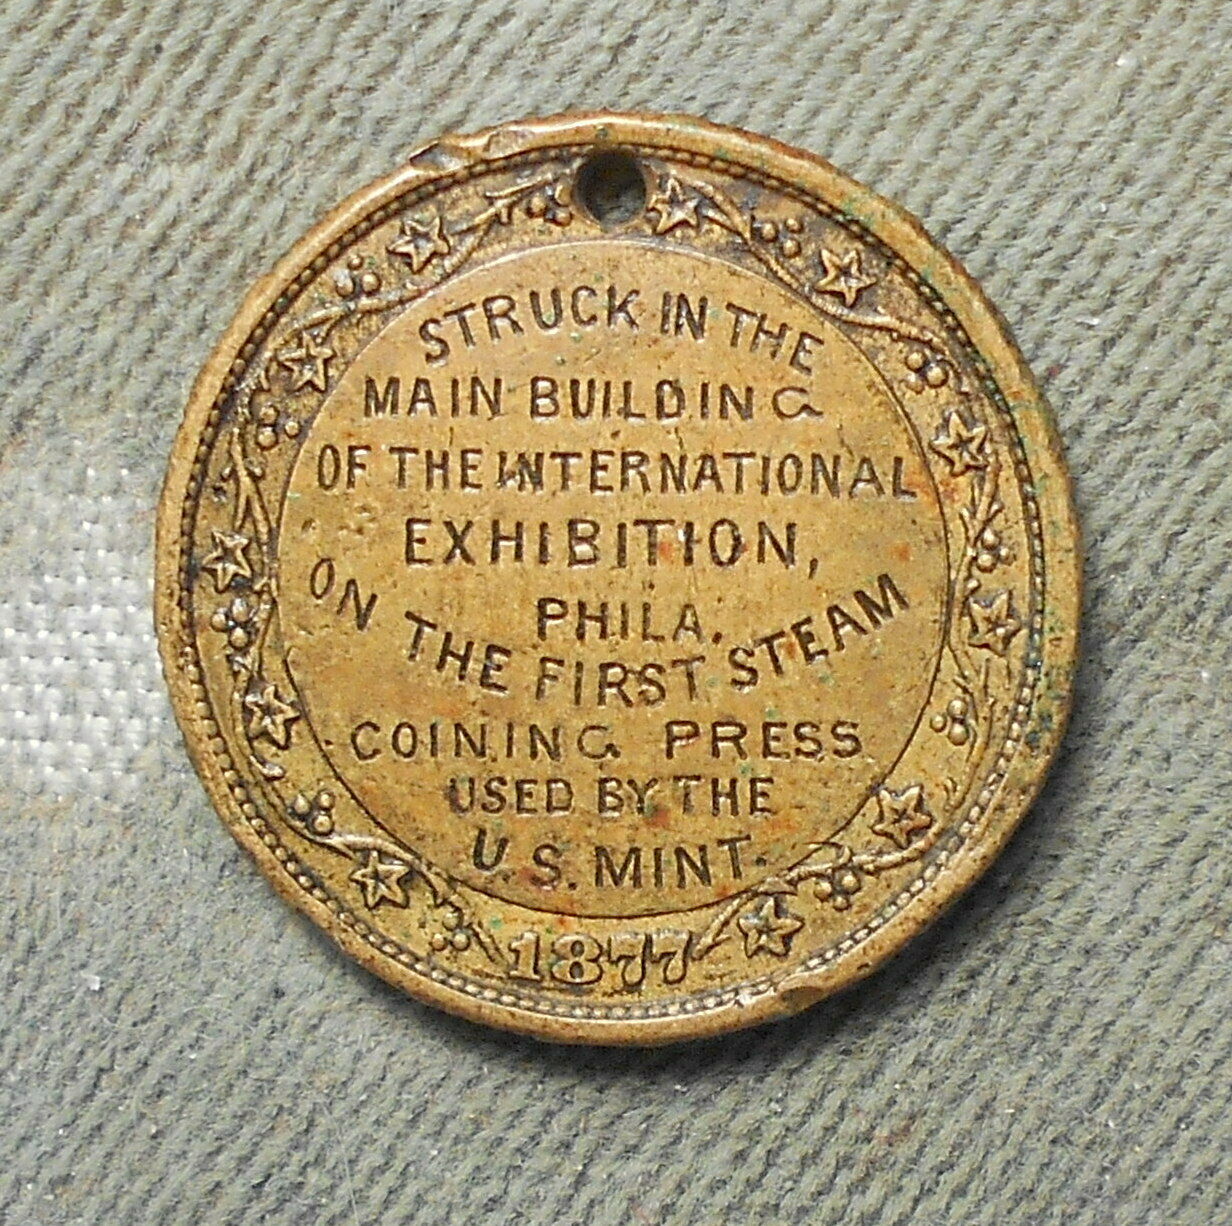 STRUCK IN THE
MAIN BUILDING
OF THE INTERNATIONAL
EXHIBITION,
PHILA.
ON THE FIRST STEAM
COINING PRESS
USED BY THE
U.S. MINT.
1877